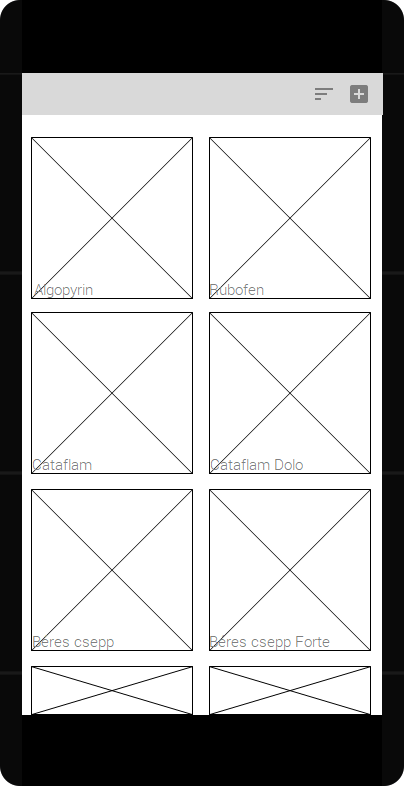 Algopyrin
Rubofen
Cataflam
Cataflam Dolo
Béres csepp
Béres csepp Forte